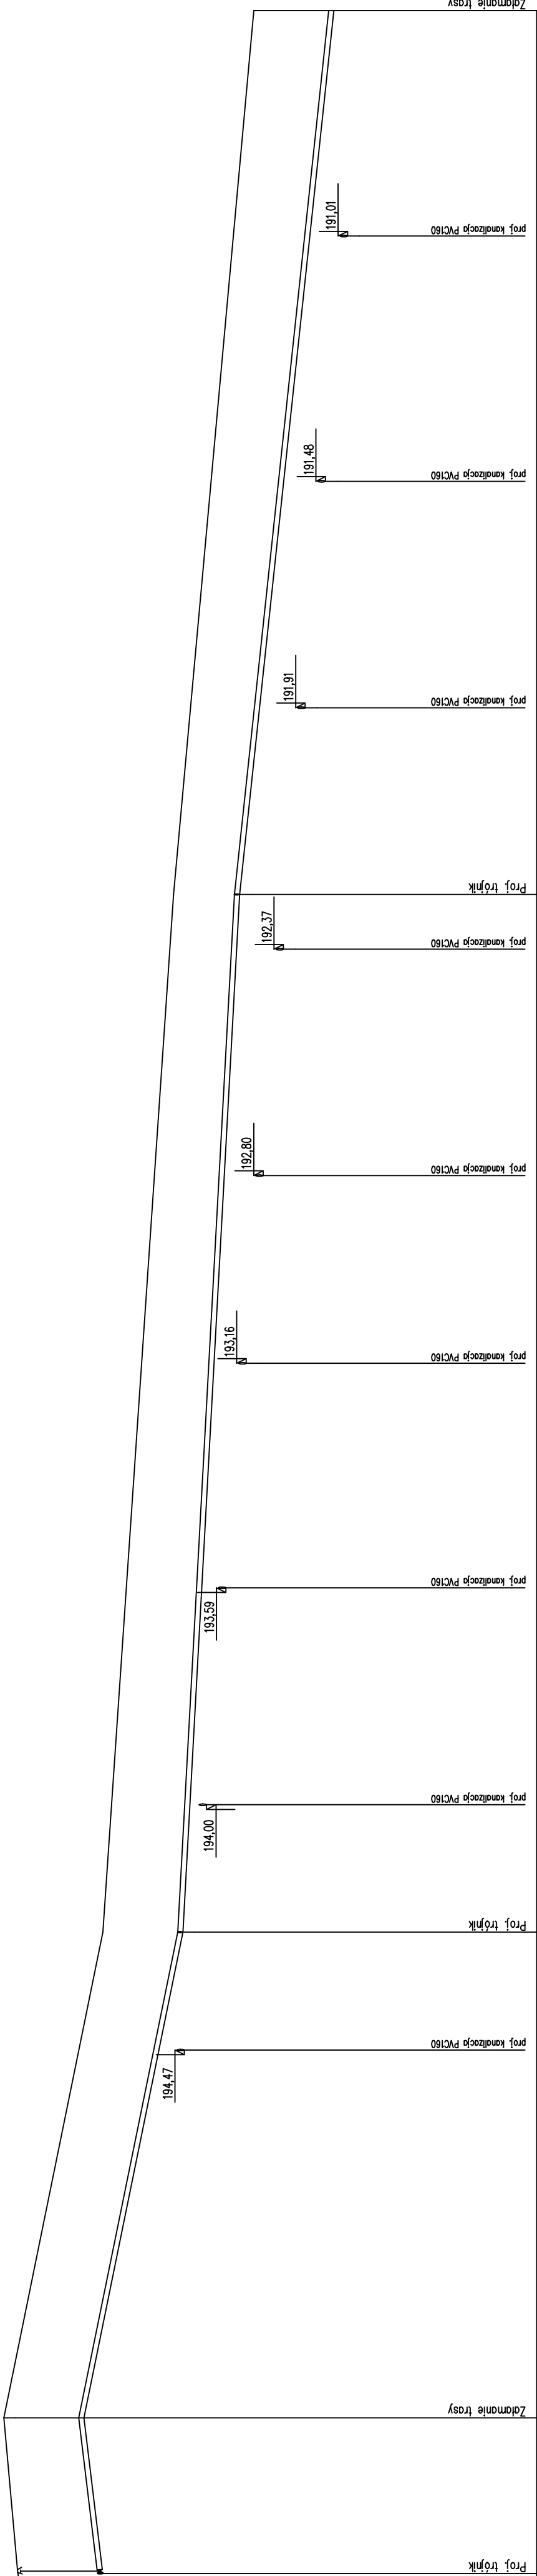 Załamanie trasy
191,01
proj. kanalizacja PVC160
191,48
proj. kanalizacja PVC160
191,91
proj. kanalizacja PVC160
Proj. trójnik
192,37
proj. kanalizacja PVC160
192,80
proj. kanalizacja PVC160
193,16
proj. kanalizacja PVC160
193,59
proj. kanalizacja PVC160
194,00
proj. kanalizacja PVC160
Proj. trójnik
194,47
proj. kanalizacja PVC160
Załamanie trasy
Proj. trójnik